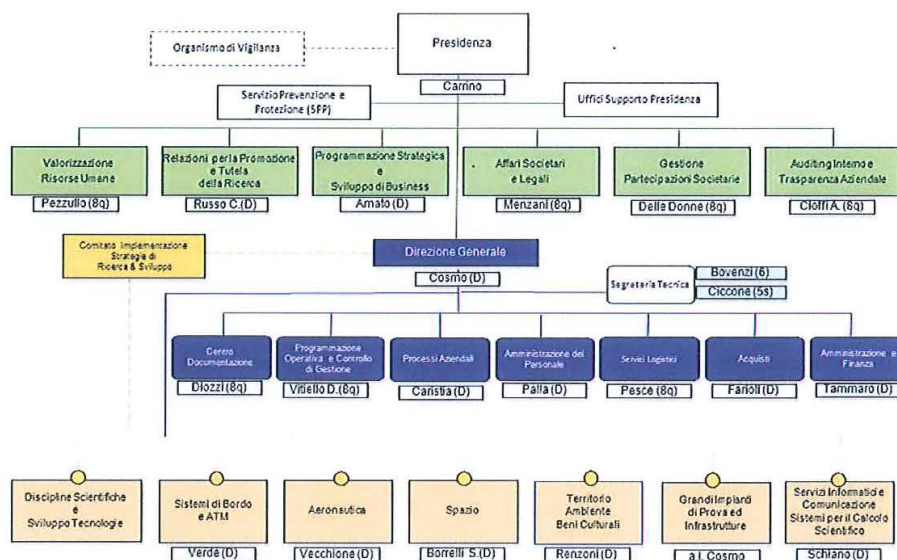 Presidenza
Organismo di Vigilanza
Carrino
Servizio Prevenzione e
Protezione (SPP)
Uffici Supporto Presidenza
Valorizzazione
Risorse Umane
Pezzullo (8q)
Relazioni per la Promozione
e Tutela
della Ricerca
Russo C.(D)
Programmazione Strategica
e
Sviluppo di Business
Amato (D)
Affari Societari
e Legali
Menzani (8q)
Gestione
Partecipazioni Societarie
Delle Donne (8q)
Auditing Interno e
Trasparenza Aziendale
Cioffi A. (8q)
Comitato Implementazione
Strategia di
Ricerca & Sviluppo
Direzione Generale
Cosmo (D)
Segreteria Tecnica
Bovenzi (6)
Ciccone (5s)
Centro
Documentazione
Diozzi (8q)
Programmazione
Operativa e Controllo
di Gestione
Vitiello D.(8q)
Processi Aziendali
Caristia (D)
Amministrazione del
Personale
Palla (D)
Servizi Logistici
Pesce (8q)
Acquisti
Farioli (D)
Amministrazione e
Finanza
Tammaro (D)
Discipline Scientifiche
e
Sviluppo Tecnologie
Sistemi di Bordo
e ATM
Verde (D)
Aeronautica
Vecchione (D)
Spazio
Borrelli S.(D)
Territorio
Ambiente
Beni Culturali
Renzoni (D)
Grandi Impianti
di Prova ed
Infrastrutture
a.i. Cosmo
Servizi Informatici e
Comunicazione
Sistemi per il Calcolo
Scientifico
Schiano (D)